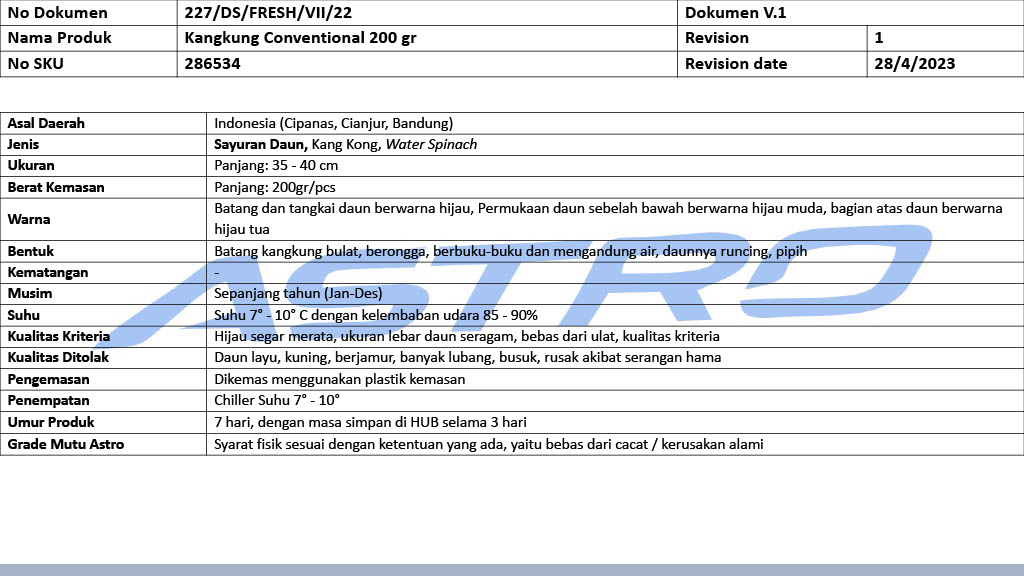 No Dokumen 227/DS/FRESH/VII/22 Dokumen V.1
Nama Produk Kangkung Conventional 200 gr Revision 1
No SKU 286534 Revision date 28/4/2023
Asal Daerah Indonesia (Cipanas, Cianjur, Bandung)
Jenis Sayuran Daun, Kang Kong, Water Spinach
Ukuran Panjang: 35 - 40 cm
Berat Kemasan Panjang: 200gr/pcs
Warna Batang dan tangkai daun berwarna hijau, Permukaan daun sebelah bawah berwarna hijau muda, bagian atas daun berwarna
hijau tua
Bentuk Batang kangkung bulat, berongga, berbuku-buku dan mengandung air, daunnya runcing, pipih
Kematangan -
Musim Sepanjang tahun (Jan-Des)
Suhu Suhu 7° - 10° C dengan kelembaban udara 85 - 90%
Kualitas Kriteria Hijau segar merata, ukuran lebar daun seragam, bebas dari ulat, kualitas kriteria
Kualitas Ditolak Daun layu, kuning, berjamur, banyak lubang, busuk, rusak akibat serangan hama
Pengemasan Dikemas menggunakan plastik kemasan
Penempatan Chiller Suhu 7° - 10°
Umur Produk 7 hari, dengan masa simpan di HUB selama 3 hari
Grade Mutu Astro Syarat fisik sesuai dengan ketentuan yang ada, yaitu bebas dari cacat / kerusakan alami
ASTRO